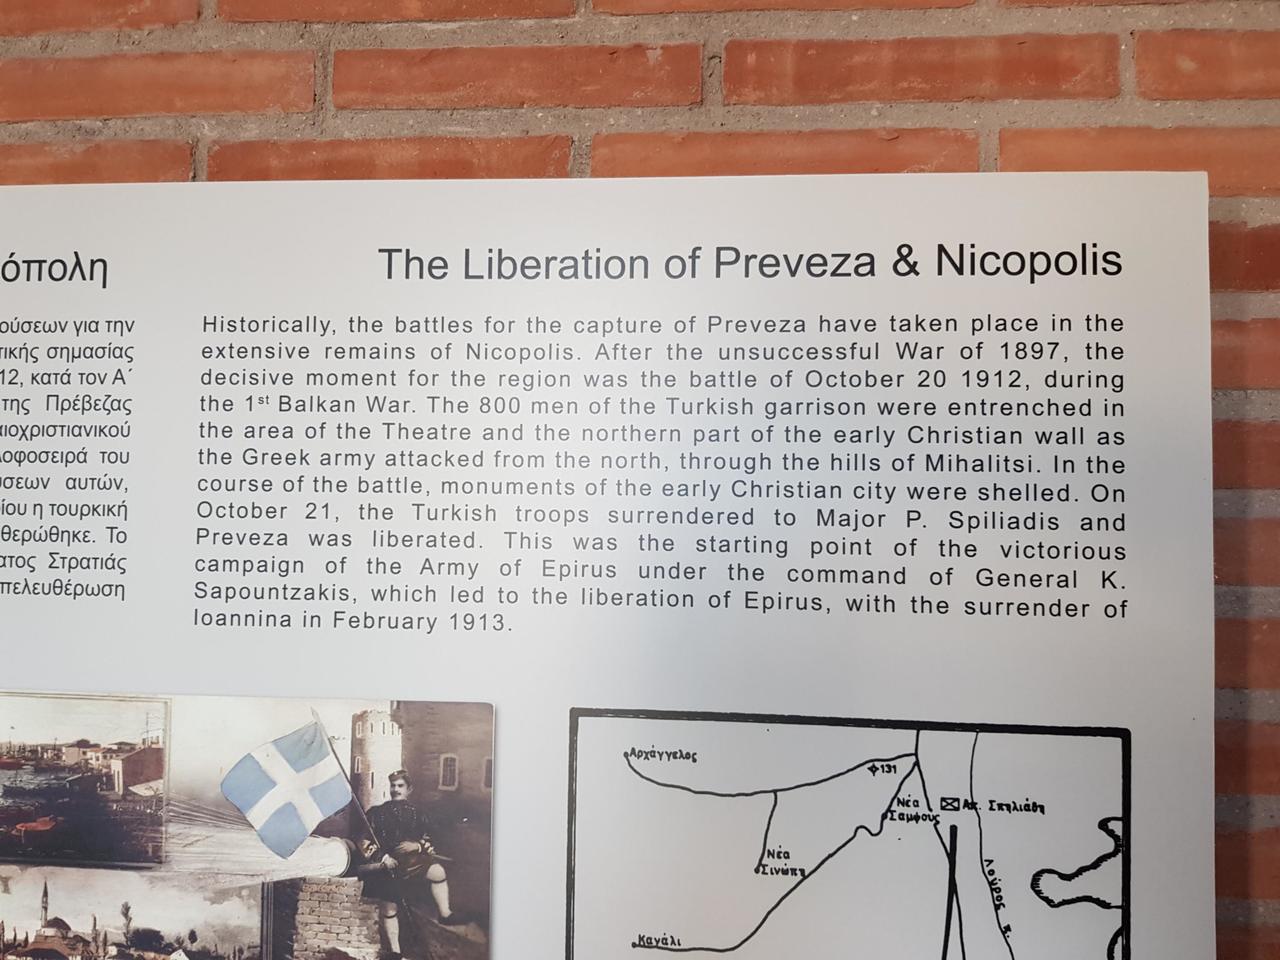 όπολη
ούσεων για την
τικής σημασίας
12, κατά τον Α΄
της Πρέβεζας
ιοχριστιανικού
λοφοσειρά του
σεων αυτών,
ίου η τουρκική
θερώθηκε. Το
ατος Στρατιάς
πελευθέρωση
The Liberation of Preveza & Nicopolis
Historically, the battles for the capture of Preveza have taken place in the
extensive remains of Nicopolis. After the unsuccessful War of 1897, the
decisive moment for the region was the battle of October 20 1912, during
the 1st Balkan War. The 800 men of the Turkish garrison were entrenched in
the area of the Theatre and the northern part of the early Christian wall as
the Greek army attacked from the north, through the hills of Mihalitsi. In the
course of the battle, monuments of the early Christian city were shelled. On
October 21, the Turkish troops surrendered to Major P. Spiliadis and
Preveza was liberated. This was the starting point of the victorious
campaign of the Army of Epirus under the command of General K.
Sapountzakis, which led to the liberation of Epirus, with the surrender of
Ioannina in February 1913.
Αρχάγγελος
131
Νέα
Σαμψους
Απ. Σπηλιάδη
Νέα
Σινώπη
Λούρος π.
Κανάλι